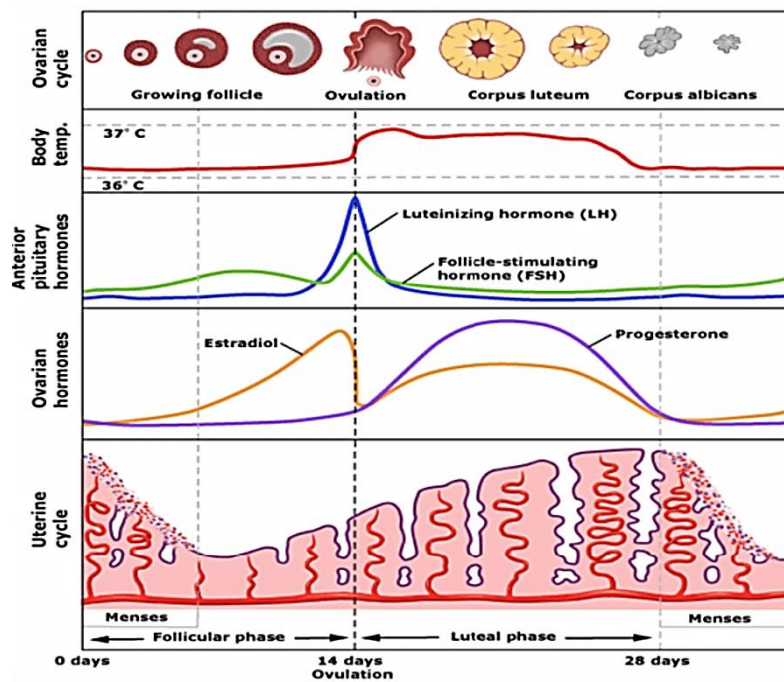 Ovarian
cycle
Growing follicle
Ovulation
Corpus luteum
Corpus albicans
Body
temp.
37° C
36° C
Anterior
pituitary
hormones
Luteinizing hormone (LH)
Follicle-stimulating
hormone (FSH)
Ovarian
hormones
Estradiol
Progesterone
Uterine
cycle
Menses
Menses
Follicular phase
Luteal phase
0 days
14 days
Ovulation
28 days